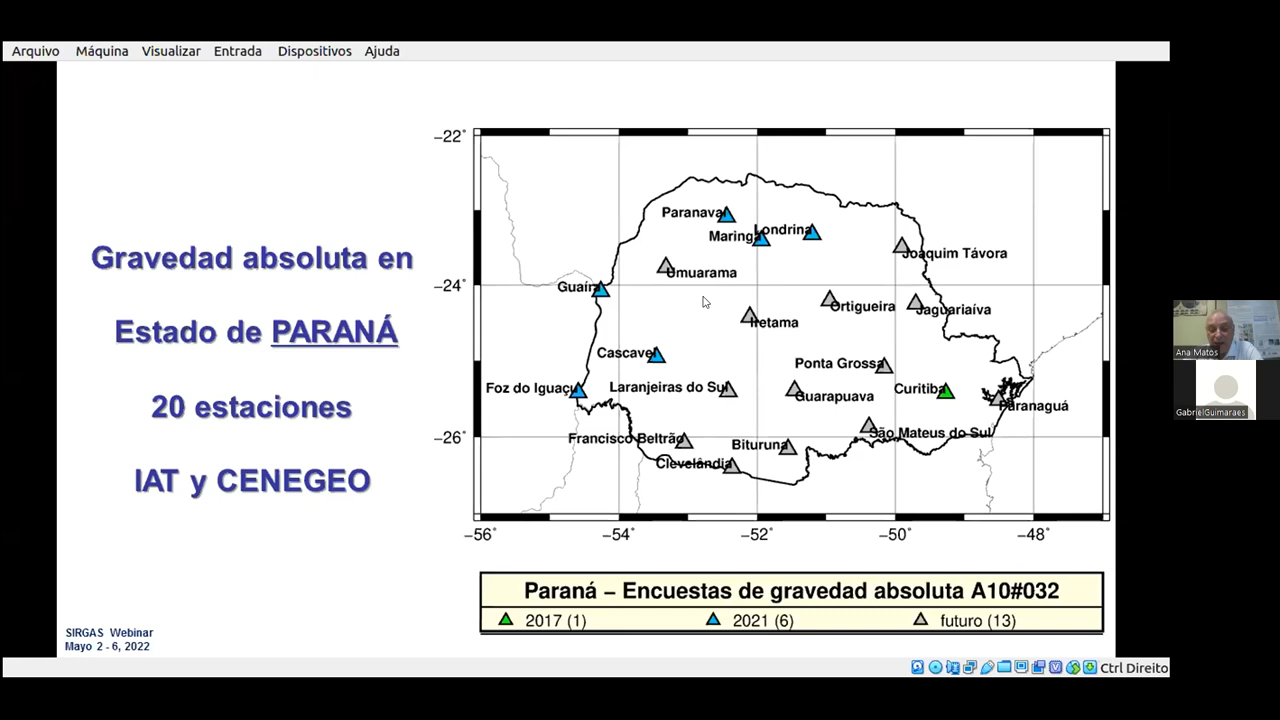 Arquivo Máquina Visualizar Entrada Dispositivos Ajuda
Gravedad absoluta en
Estado de PARANÁ
20 estaciones
IAT y CENEGEO
SIRGAS Webinar
Mayo 2 - 6, 2022
−22°
−24°
−26°
−56° −54° −52° −50° −48°
Paranavaí
Maringá
Londrina
Joaquim Távora
Umuarama
Guaíra
Ortigueira
Jaguariaíva
Iretama
Cascavel
Ponta Grossa
Foz do Iguaçu
Laranjeiras do Sul
Guarapuava
Curitiba
Paranaguá
São Mateus do Sul
Francisco Beltrão
Bituruna
Clevelândia
Paraná − Encuestas de gravedad absoluta A10#032
2017 (1) 2021 (6) futuro (13)
Ctrl Direito
Ana Matos
GabrielGuimaraes